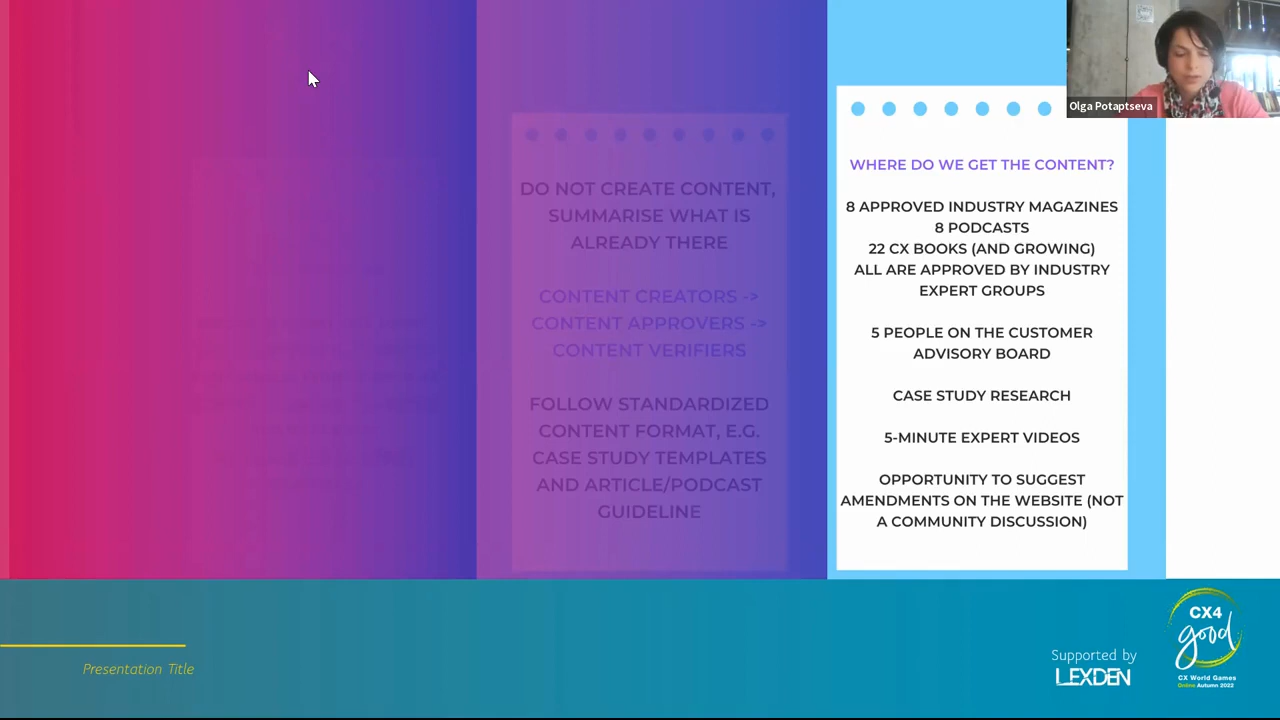 Olga Potaptseva
DO NOT CREATE CONTENT,
SUMMARISE WHAT IS
ALREADY THERE
CONTENT CREATORS ->
CONTENT APPROVERS ->
CONTENT VERIFIERS
FOLLOW STANDARDIZED
CONTENT FORMAT, E.G.
CASE STUDY TEMPLATES
AND ARTICLE/PODCAST
GUIDELINE
WHERE DO WE GET THE CONTENT?
8 APPROVED INDUSTRY MAGAZINES
8 PODCASTS
22 CX BOOKS (AND GROWING)
ALL ARE APPROVED BY INDUSTRY
EXPERT GROUPS
5 PEOPLE ON THE CUSTOMER
ADVISORY BOARD
CASE STUDY RESEARCH
5-MINUTE EXPERT VIDEOS
OPPORTUNITY TO SUGGEST
AMENDMENTS ON THE WEBSITE (NOT
A COMMUNITY DISCUSSION)
Presentation Title
Supported by
LEXDEN
CX4
good
CX World Games
Online Autumn 2022